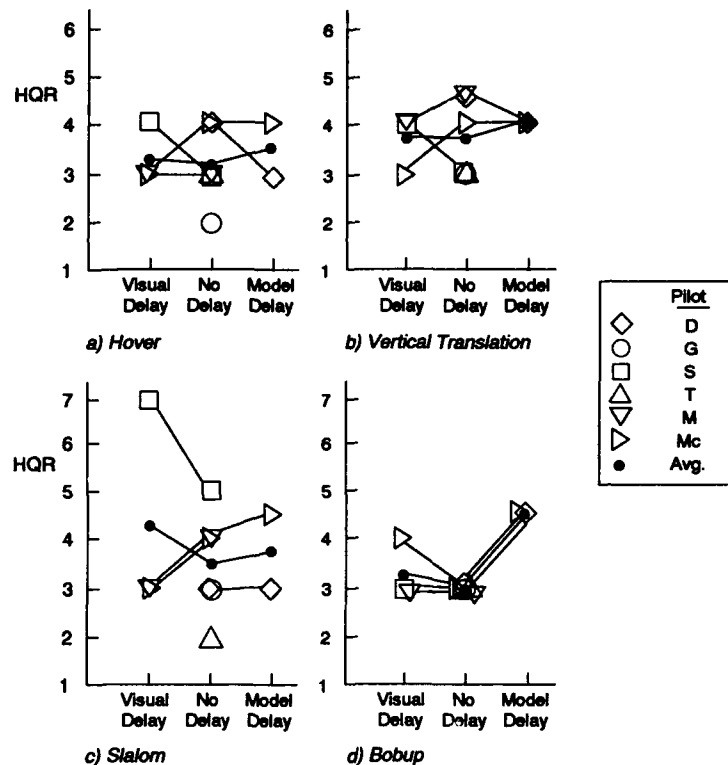 6
5
HQR
4
3
2
1
Visual Delay
No Delay
Model Delay
a) Hover
6
5
4
3
2
1
Visual Delay
No Delay
Model Delay
b) Vertical Translation
Pilot
D
G
S
T
M
Mc
Avg.
7
6
HQR
5
4
3
2
1
Visual Delay
No Delay
Model Delay
c) Slalom
7
6
5
4
3
2
1
Visual Delay
No Delay
Model Delay
d) Bobup